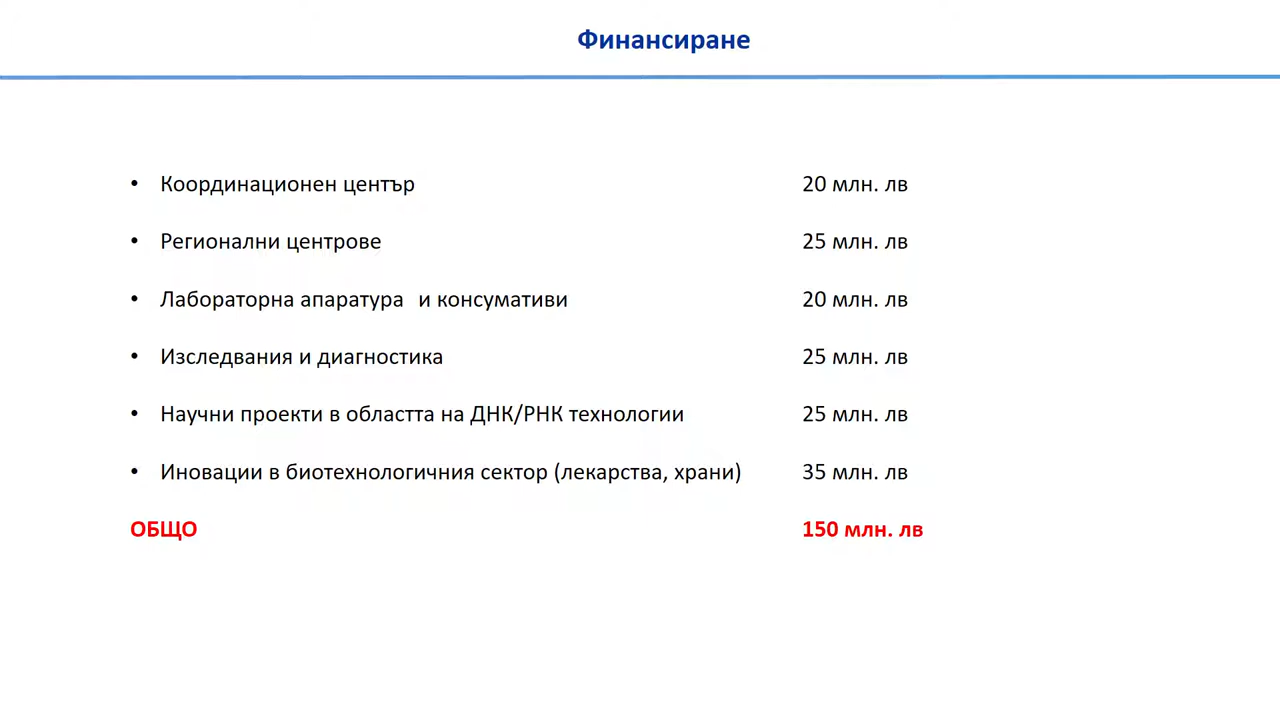 Финансиране
• Координационен център 20 млн. лв
• Регионални центрове 25 млн. лв
• Лабораторна апаратура и консумативи 20 млн. лв
• Изследвания и диагностика 25 млн. лв
• Научни проекти в областта на ДНК/РНК технологии 25 млн. лв
• Иновации в биотехнологичния сектор (лекарства, храни) 35 млн. лв
ОБЩО 150 млн. лв